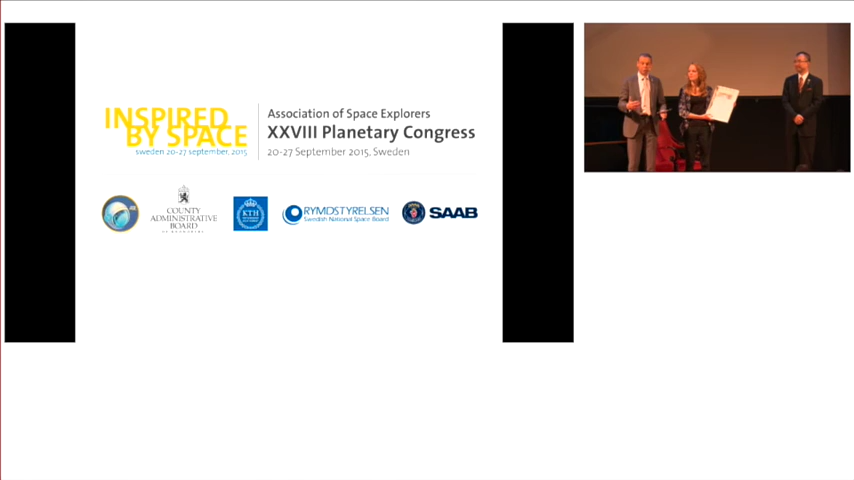 INSPIRED
BY SPACE
sweden 20-27 september, 2015
Association of Space Explorers
XXVIII Planetary Congress
20-27 September 2015, Sweden
COUNTY
ADMINISTRATIVE
BOARD
KTH
RYMDSTYRELSEN
Swedish National Space Board
SAAB